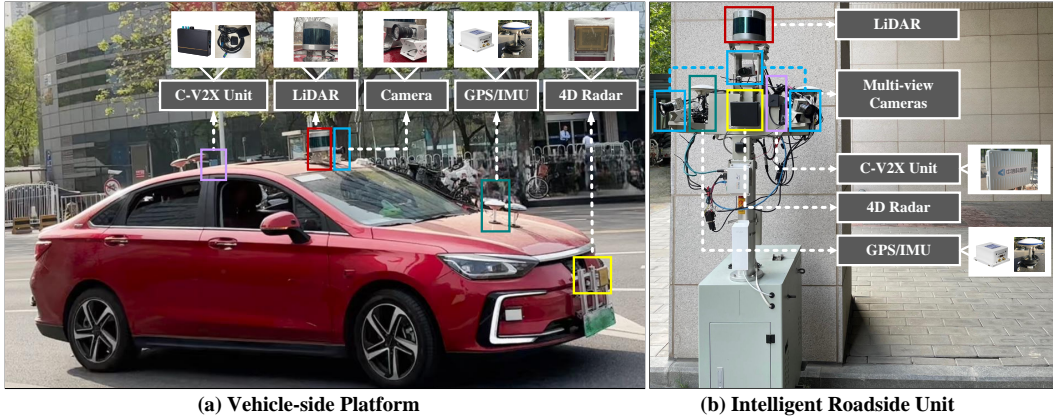 C-V2X Unit
LiDAR
Camera
GPS/IMU
4D Radar
LiDAR
Multi-view
Cameras
C-V2X Unit
4D Radar
GPS/IMU
(a) Vehicle-side Platform
(b) Intelligent Roadside Unit